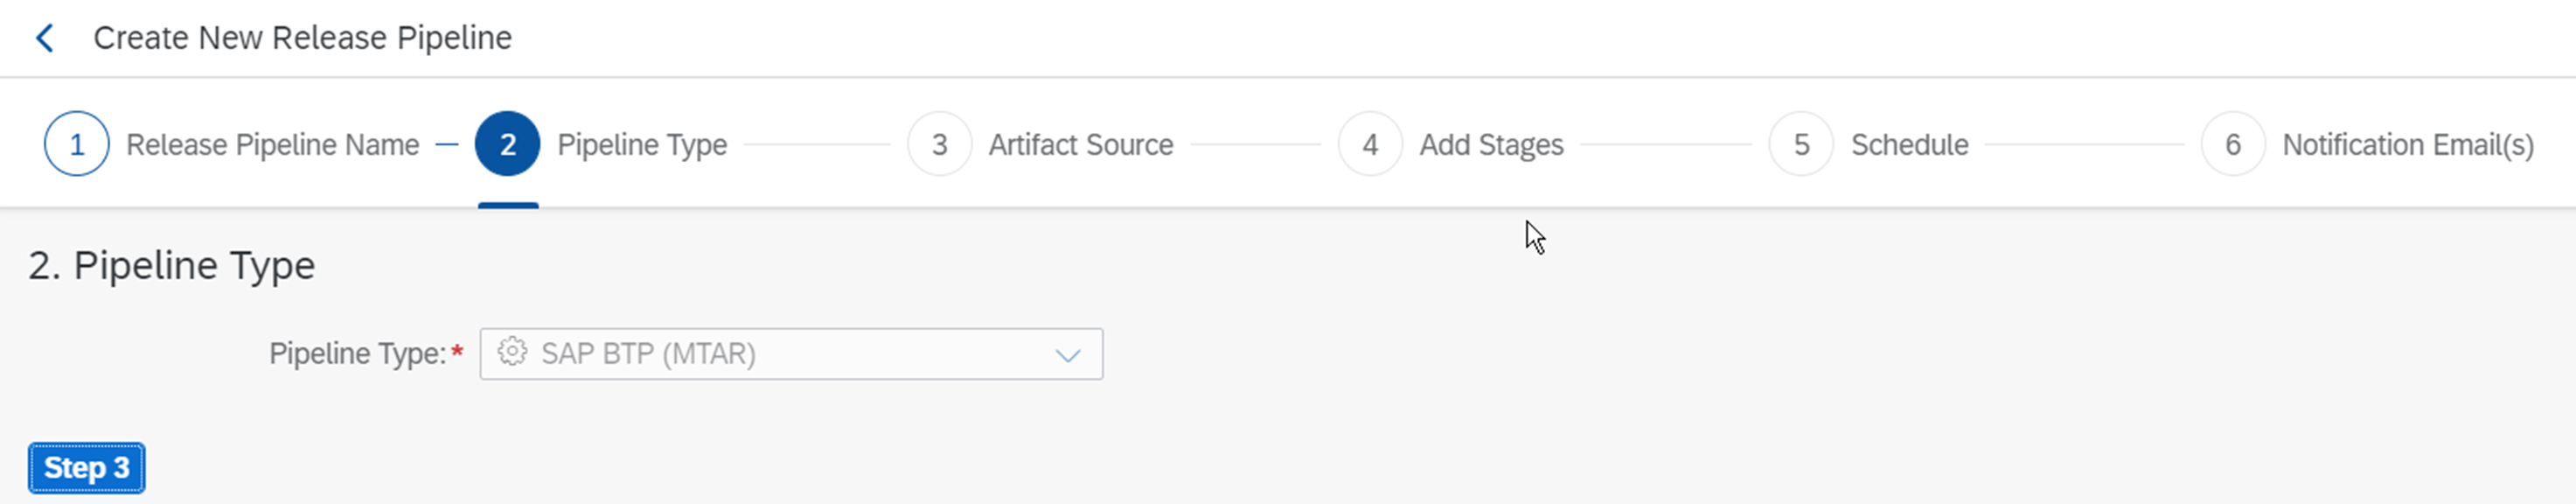 Create New Release Pipeline
1 Release Pipeline Name 2 Pipeline Type 3 Artifact Source 4 Add Stages 5 Schedule 6 Notification Email(s)
2. Pipeline Type
Pipeline Type:* SAP BTP (MTAR)
Step 3